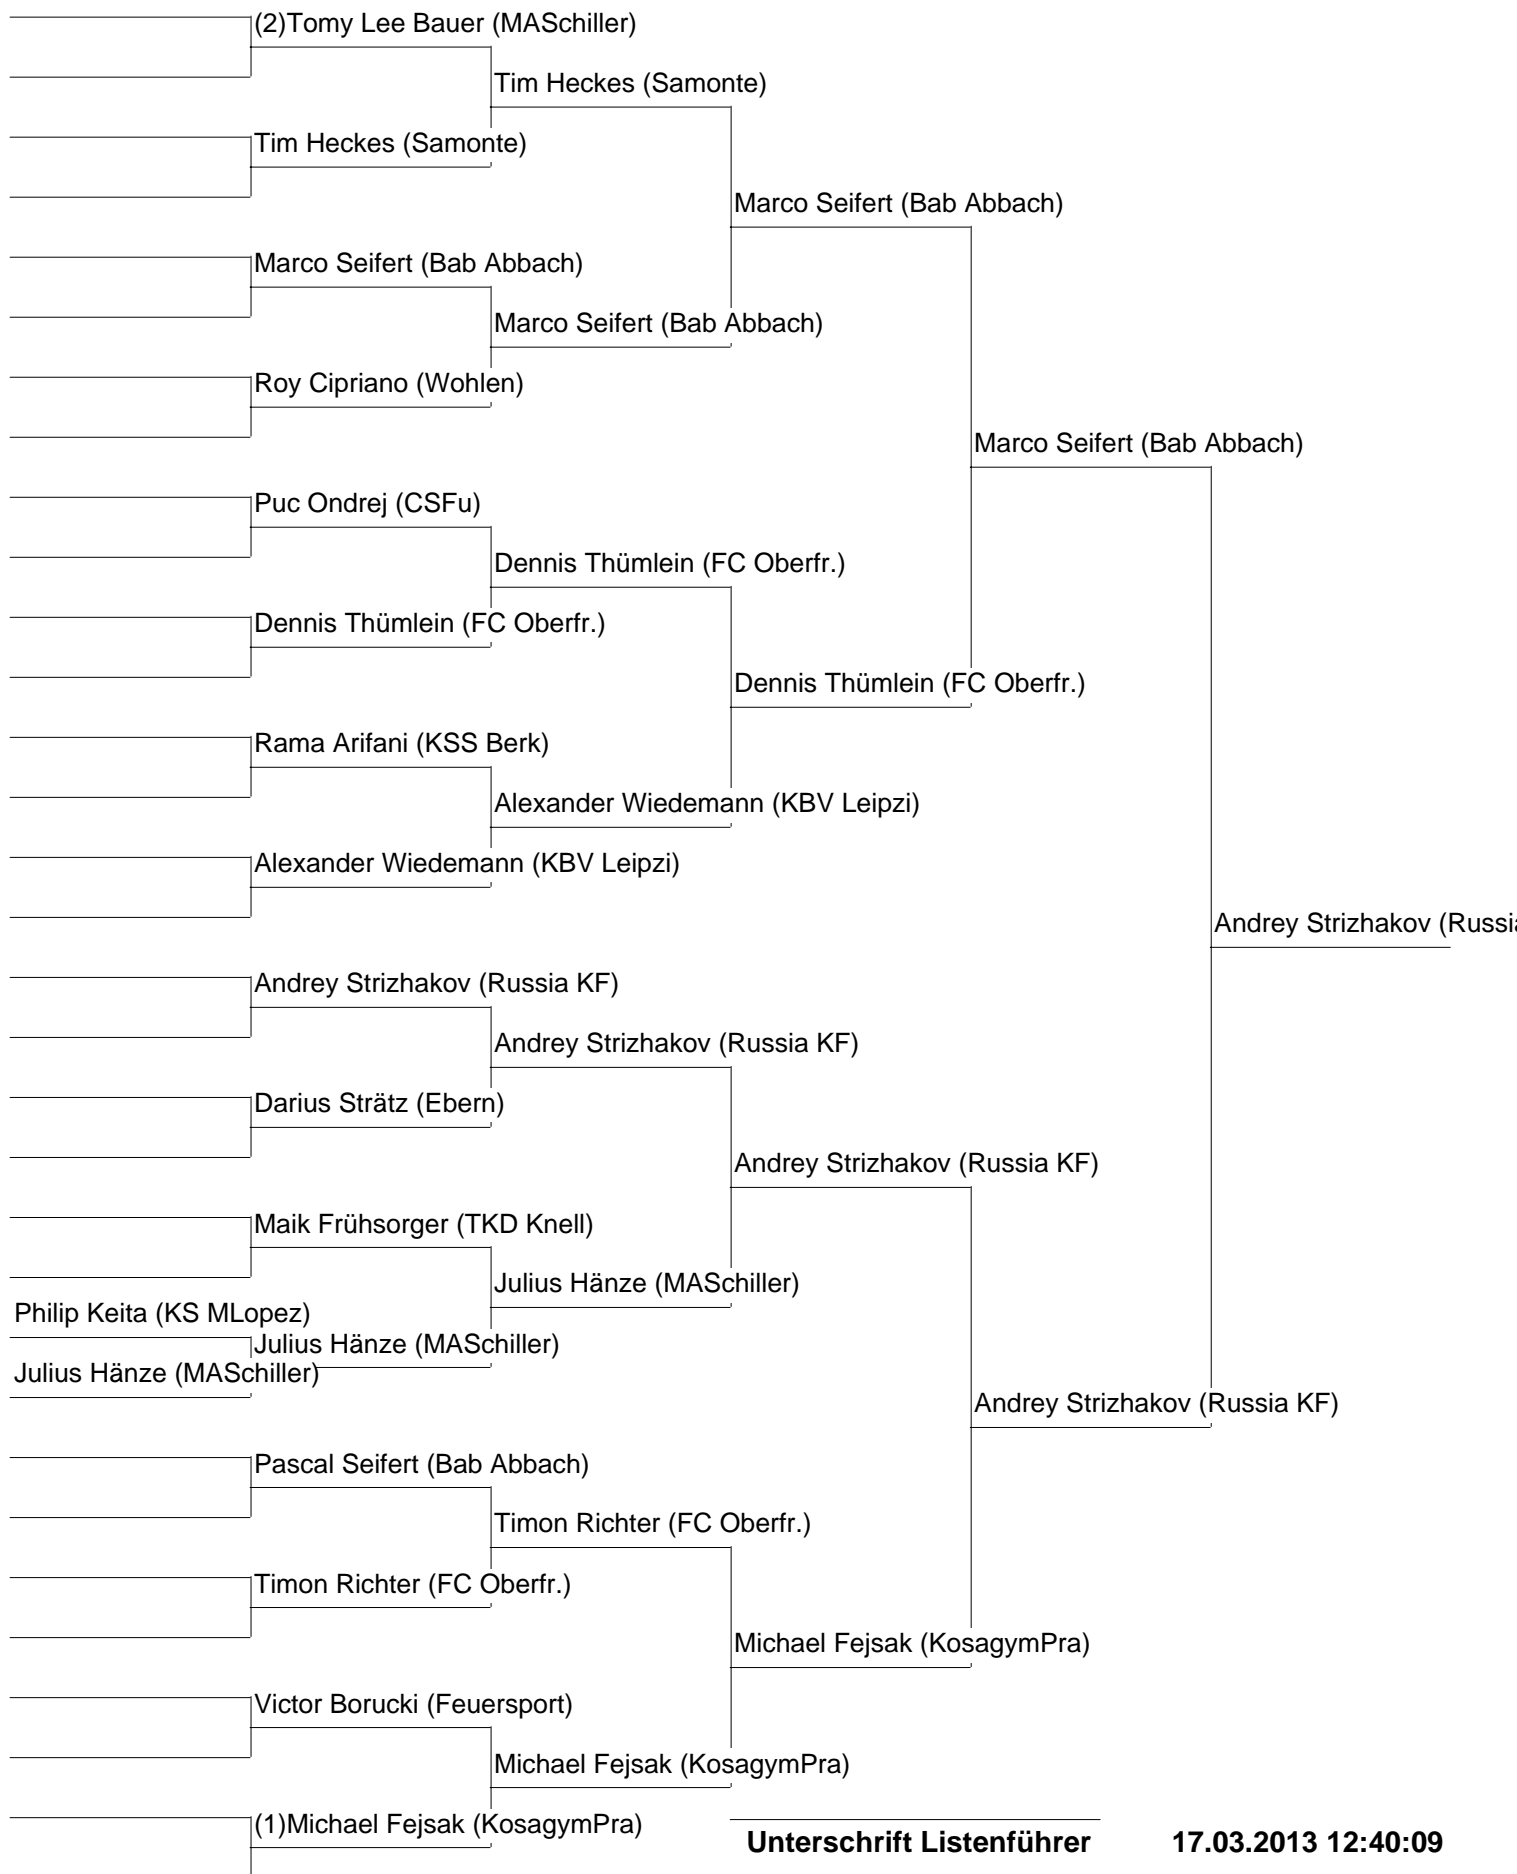 (2)Tomy Lee Bauer (MASchiller)
Tim Heckes (Samonte)
Tim Heckes (Samonte)
Marco Seifert (Bab Abbach)
Marco Seifert (Bab Abbach)
Marco Seifert (Bab Abbach)
Roy Cipriano (Wohlen)
Marco Seifert (Bab Abbach)
Puc Ondrej (CSFu)
Dennis Thümlein (FC Oberfr.)
Dennis Thümlein (FC Oberfr.)
Dennis Thümlein (FC Oberfr.)
Rama Arifani (KSS Berk)
Alexander Wiedemann (KBV Leipzi)
Alexander Wiedemann (KBV Leipzi)
Andrey Strizhakov (Russia
Andrey Strizhakov (Russia KF)
Andrey Strizhakov (Russia KF)
Darius Strätz (Ebern)
Andrey Strizhakov (Russia KF)
Maik Frühsorger (TKD Knell)
Julius Hänze (MASchiller)
Philip Keita (KS MLopez)
Julius Hänze (MASchiller)
Julius Hänze (MASchiller)
Andrey Strizhakov (Russia KF)
Pascal Seifert (Bab Abbach)
Timon Richter (FC Oberfr.)
Timon Richter (FC Oberfr.)
Michael Fejsak (KosagymPra)
Victor Borucki (Feuersport)
Michael Fejsak (KosagymPra)
(1)Michael Fejsak (KosagymPra)
Unterschrift Listenführer 17.03.2013 12:40:09